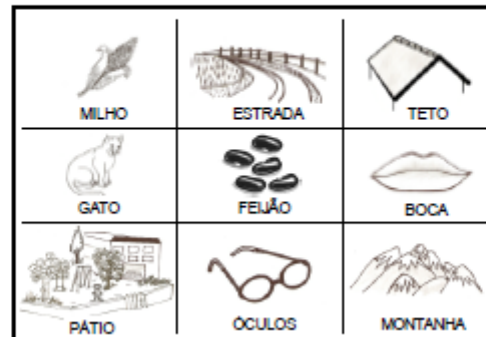 MILHO
ESTRADA
TETO
GATO
FEIJÃO
BOCA
PÁTIO
ÓCULOS
MONTANHA